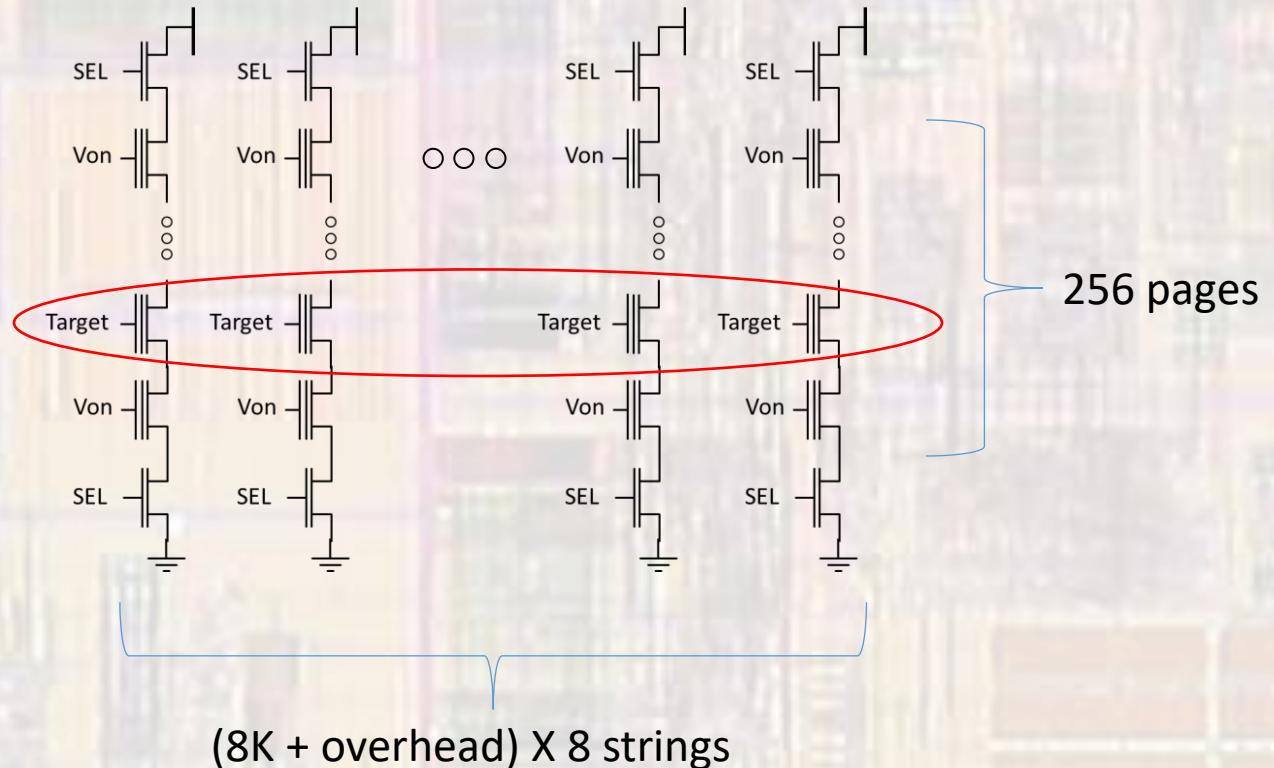 SEL SEL SEL SEL
Von Von Von Von
Target Target Target Target
256 pages
Von Von Von Von
SEL SEL SEL SEL
(8K + overhead) X 8 strings